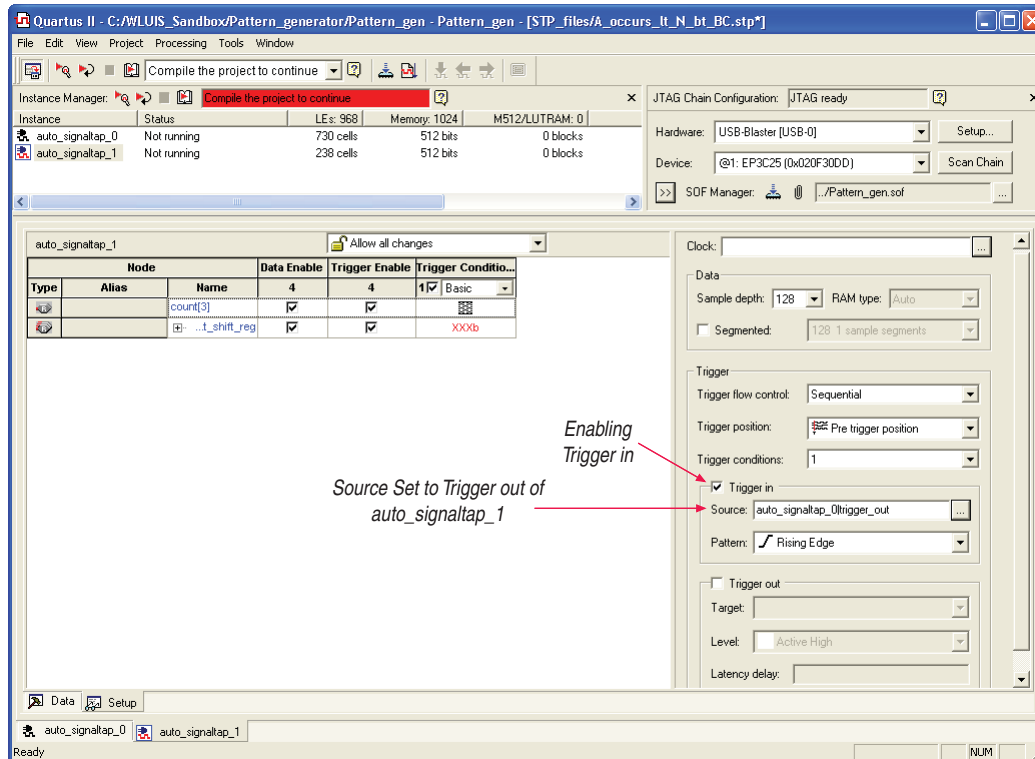 Quartus II - C:/WLUIS_Sandbox/Pattern_generator/Pattern_gen - Pattern_gen - [STP_files/A_occurs_lt_N_bt_BC.stp*]
File Edit View Project Processing Tools Window
Compile the project to continue
Instance Manager: Compile the project to continue
Instance Status LEs: 968 Memory: 1024 M512/LUTRAM: 0
auto_signaltap_0 Not running 730 cells 512 bits 0 blocks
auto_signaltap_1 Not running 238 cells 512 bits 0 blocks
JTAG Chain Configuration: JTAG ready
Hardware: USB-Blaster [USB-0] Setup...
Device: @1: EP3C25 (0x020F30DD) Scan Chain
>> SOF Manager: ../Pattern_gen.sof ...
auto_signaltap_1 Allow all changes
Node Data Enable Trigger Enable Trigger Conditio...
Type Alias Name 4 4 1 Basic
count[3]
...t_shift_reg XXXb
Clock: ...
Data
Sample depth: 128 RAM type: Auto
Segmented: 128 1 sample segments
Trigger
Trigger flow control: Sequential
Trigger position: Pre trigger position
Trigger conditions: 1
Enabling
Trigger in
Trigger in
Source Set to Trigger out of
auto_signaltap_1
Source: auto_signaltap_0|trigger_out ...
Pattern: Rising Edge
Trigger out
Target:
Level: Active High
Latency delay:
Data Setup
auto_signaltap_0 auto_signaltap_1
Ready NUM